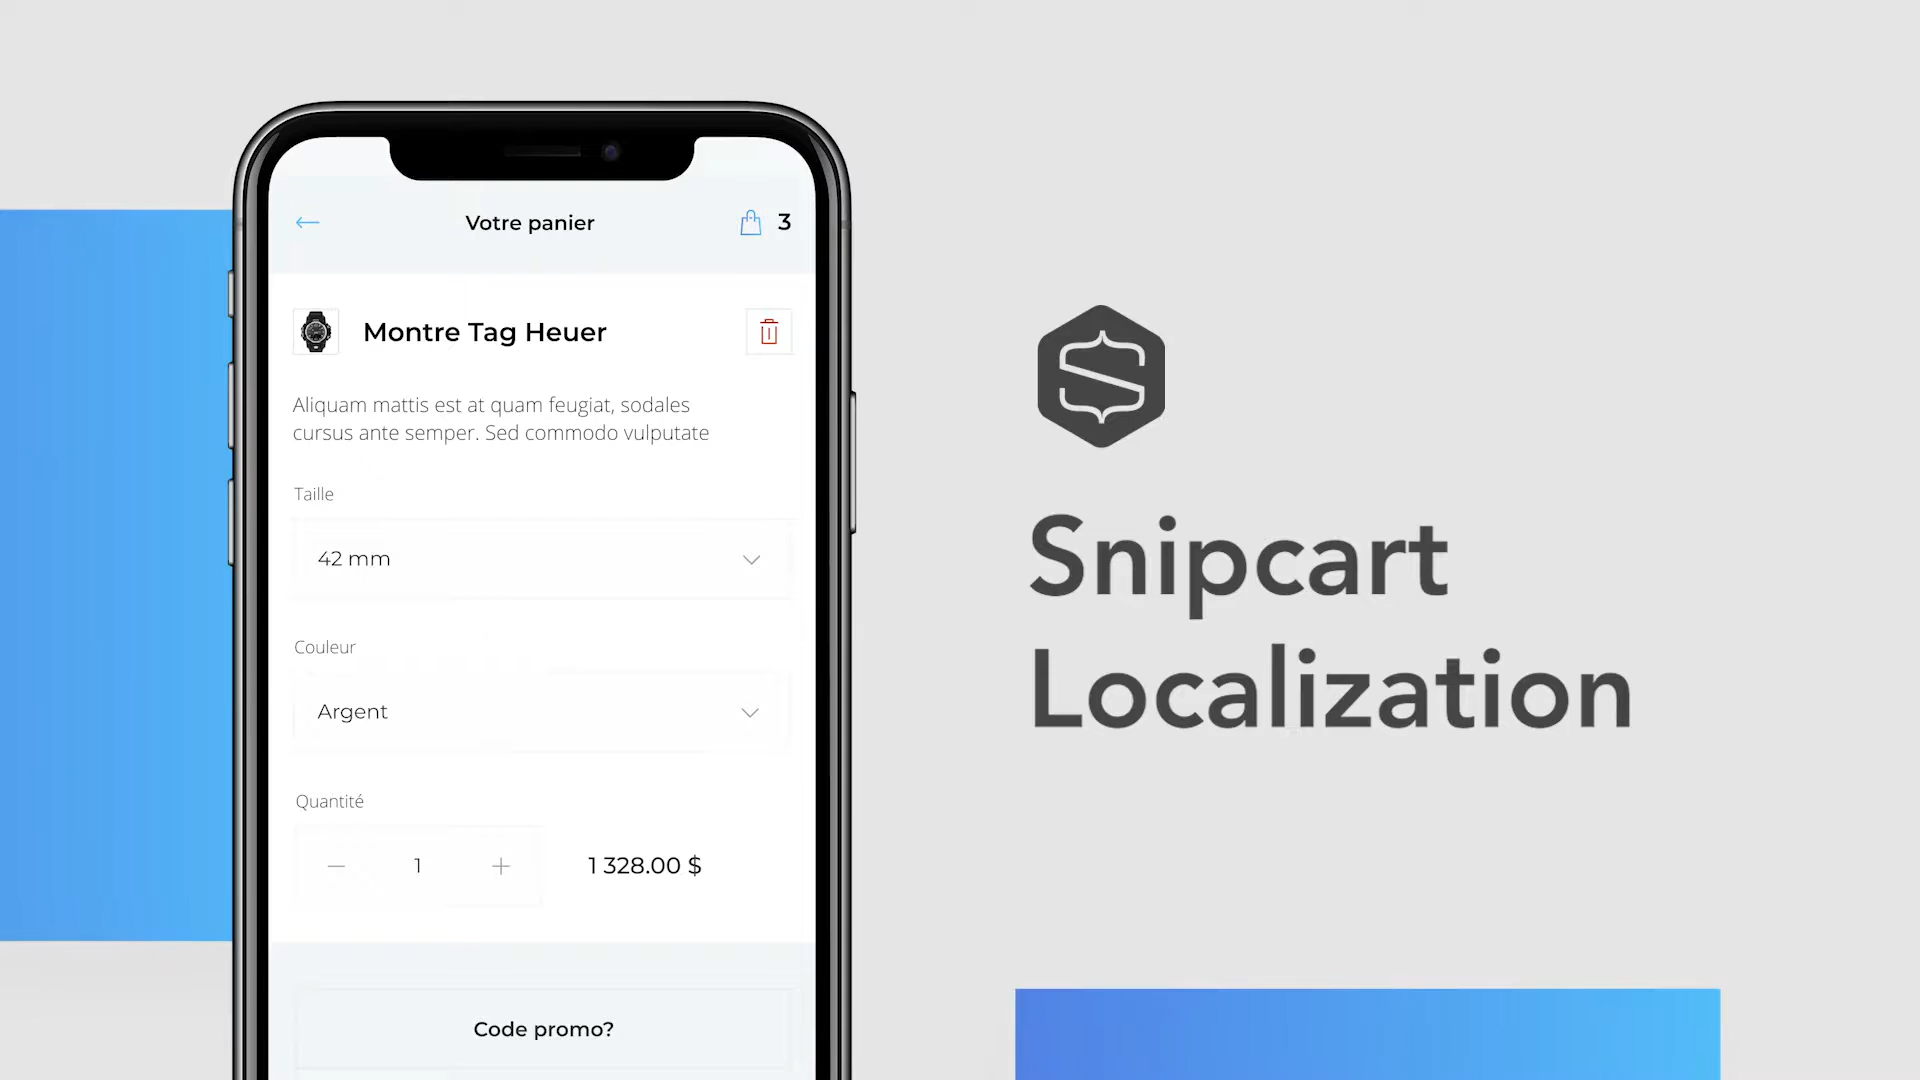 Votre panier
3
Montre Tag Heuer
Aliquam mattis est at quam feugiat, sodales
cursus ante semper. Sed commodo vulputate
Taille
42 mm
Couleur
Argent
Quantité
1
1 328.00 $
Code promo?
Snipcart
Localization